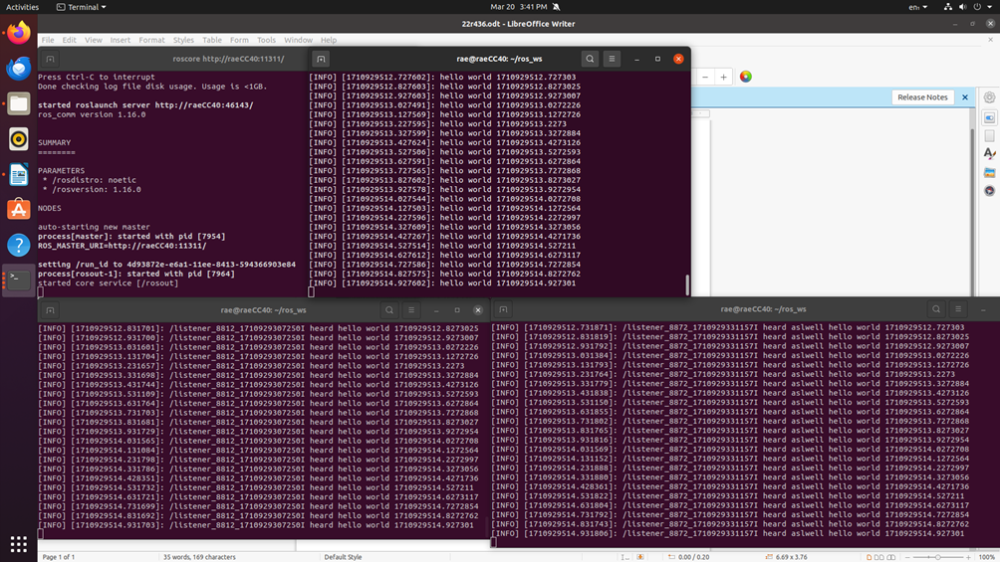 Activities
Terminal
Mar 20 3:41 PM
en
22r436.odt - LibreOffice Writer
File Edit View Insert Format Styles Table Form Tools Window Help
roscore http://raeCC40:11311/
Press Ctrl-C to interrupt
Done checking log file disk usage. Usage is <1GB.
started roslaunch server http://raeCC40:46143/
ros_comm version 1.16.0
SUMMARY
========
PARAMETERS
* /rosdistro: noetic
* /rosversion: 1.16.0
NODES
auto-starting new master
process[master]: started with pid [7954]
ROS_MASTER_URI=http://raeCC40:11311/
setting /run_id to 4d93872e-e6a1-11ee-8413-594366903e84
process[rosout-1]: started with pid [7964]
started core service [/rosout]
rae@raeCC40: ~/ros_ws
[INFO] [1710929512.727602]: hello world 1710929512.727303
[INFO] [1710929512.827603]: hello world 1710929512.8273025
[INFO] [1710929512.927603]: hello world 1710929512.9273007
[INFO] [1710929513.027491]: hello world 1710929513.0272226
[INFO] [1710929513.127569]: hello world 1710929513.1272726
[INFO] [1710929513.227595]: hello world 1710929513.2273
[INFO] [1710929513.327599]: hello world 1710929513.3272884
[INFO] [1710929513.427624]: hello world 1710929513.4273126
[INFO] [1710929513.527506]: hello world 1710929513.5272593
[INFO] [1710929513.627591]: hello world 1710929513.6272864
[INFO] [1710929513.727565]: hello world 1710929513.7272868
[INFO] [1710929513.827602]: hello world 1710929513.8273027
[INFO] [1710929513.927578]: hello world 1710929513.9272954
[INFO] [1710929514.027544]: hello world 1710929514.0272708
[INFO] [1710929514.127503]: hello world 1710929514.1272564
[INFO] [1710929514.227596]: hello world 1710929514.2272997
[INFO] [1710929514.327609]: hello world 1710929514.3273056
[INFO] [1710929514.427267]: hello world 1710929514.4271736
[INFO] [1710929514.527514]: hello world 1710929514.527211
[INFO] [1710929514.627612]: hello world 1710929514.6273117
[INFO] [1710929514.727586]: hello world 1710929514.7272854
[INFO] [1710929514.827575]: hello world 1710929514.8272762
[INFO] [1710929514.927602]: hello world 1710929514.927301
Release Notes
rae@raeCC40: ~/ros_ws
[INFO] [1710929512.831701]: /listener_8812_1710929307250I heard hello world 1710929512.8273025
[INFO] [1710929512.931700]: /listener_8812_1710929307250I heard hello world 1710929512.9273007
[INFO] [1710929513.031601]: /listener_8812_1710929307250I heard hello world 1710929513.0272226
[INFO] [1710929513.131704]: /listener_8812_1710929307250I heard hello world 1710929513.1272726
[INFO] [1710929513.231657]: /listener_8812_1710929307250I heard hello world 1710929513.2273
[INFO] [1710929513.331698]: /listener_8812_1710929307250I heard hello world 1710929513.3272884
[INFO] [1710929513.431744]: /listener_8812_1710929307250I heard hello world 1710929513.4273126
[INFO] [1710929513.531109]: /listener_8812_1710929307250I heard hello world 1710929513.5272593
[INFO] [1710929513.631764]: /listener_8812_1710929307250I heard hello world 1710929513.6272864
[INFO] [1710929513.731703]: /listener_8812_1710929307250I heard hello world 1710929513.7272868
[INFO] [1710929513.831681]: /listener_8812_1710929307250I heard hello world 1710929513.8273027
[INFO] [1710929513.931729]: /listener_8812_1710929307250I heard hello world 1710929513.9272954
[INFO] [1710929514.031565]: /listener_8812_1710929307250I heard hello world 1710929514.0272708
[INFO] [1710929514.131084]: /listener_8812_1710929307250I heard hello world 1710929514.1272564
[INFO] [1710929514.231798]: /listener_8812_1710929307250I heard hello world 1710929514.2272997
[INFO] [1710929514.331786]: /listener_8812_1710929307250I heard hello world 1710929514.3273056
[INFO] [1710929514.428351]: /listener_8812_1710929307250I heard hello world 1710929514.4271736
[INFO] [1710929514.531732]: /listener_8812_1710929307250I heard hello world 1710929514.527211
[INFO] [1710929514.631721]: /listener_8812_1710929307250I heard hello world 1710929514.6273117
[INFO] [1710929514.731699]: /listener_8812_1710929307250I heard hello world 1710929514.7272854
[INFO] [1710929514.831692]: /listener_8812_1710929307250I heard hello world 1710929514.8272762
[INFO] [1710929514.931703]: /listener_8812_1710929307250I heard hello world 1710929514.927301
rae@raeCC40: ~/ros_ws
[INFO] [1710929512.731871]: /listener_8872_1710929331157I heard aslwell hello world 1710929512.727303
[INFO] [1710929512.831819]: /listener_8872_1710929331157I heard aslwell hello world 1710929512.8273025
[INFO] [1710929512.931792]: /listener_8872_1710929331157I heard aslwell hello world 1710929512.9273007
[INFO] [1710929513.031384]: /listener_8872_1710929331157I heard aslwell hello world 1710929513.0272226
[INFO] [1710929513.131793]: /listener_8872_1710929331157I heard aslwell hello world 1710929513.1272726
[INFO] [1710929513.231764]: /listener_8872_1710929331157I heard aslwell hello world 1710929513.2273
[INFO] [1710929513.331779]: /listener_8872_1710929331157I heard aslwell hello world 1710929513.3272884
[INFO] [1710929513.431838]: /listener_8872_1710929331157I heard aslwell hello world 1710929513.4273126
[INFO] [1710929513.531150]: /listener_8872_1710929331157I heard aslwell hello world 1710929513.5272593
[INFO] [1710929513.631855]: /listener_8872_1710929331157I heard aslwell hello world 1710929513.6272864
[INFO] [1710929513.731802]: /listener_8872_1710929331157I heard aslwell hello world 1710929513.7272868
[INFO] [1710929513.831765]: /listener_8872_1710929331157I heard aslwell hello world 1710929513.8273027
[INFO] [1710929513.931816]: /listener_8872_1710929331157I heard aslwell hello world 1710929513.9272954
[INFO] [1710929514.031569]: /listener_8872_1710929331157I heard aslwell hello world 1710929514.0272708
[INFO] [1710929514.131152]: /listener_8872_1710929331157I heard aslwell hello world 1710929514.1272564
[INFO] [1710929514.231888]: /listener_8872_1710929331157I heard aslwell hello world 1710929514.2272997
[INFO] [1710929514.331880]: /listener_8872_1710929331157I heard aslwell hello world 1710929514.3273056
[INFO] [1710929514.428361]: /listener_8872_1710929331157I heard aslwell hello world 1710929514.4271736
[INFO] [1710929514.531822]: /listener_8872_1710929331157I heard aslwell hello world 1710929514.527211
[INFO] [1710929514.631804]: /listener_8872_1710929331157I heard aslwell hello world 1710929514.6273117
[INFO] [1710929514.731792]: /listener_8872_1710929331157I heard aslwell hello world 1710929514.7272854
[INFO] [1710929514.831743]: /listener_8872_1710929331157I heard aslwell hello world 1710929514.8272762
[INFO] [1710929514.931806]: /listener_8872_1710929331157I heard aslwell hello world 1710929514.927301
Page 1 of 1
35 words, 169 characters
Default Style
0.00 / 0.20
6.69 x 3.76
100%